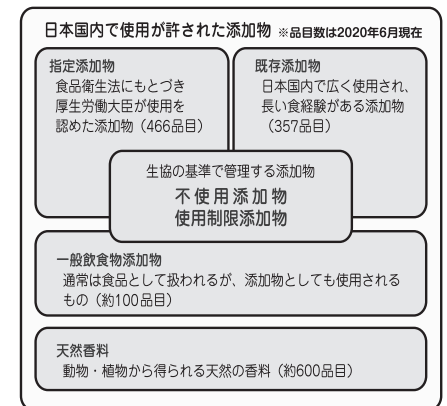 日本国内で使用が許された添加物 ※品目数は2020年6月現在
指定添加物
食品衛生法にもとづき
厚生労働大臣が使用を
認めた添加物（466品目）
既存添加物
日本国内で広く使用され、
長い食経験がある添加物
（357品目）
生協の基準で管理する添加物
不使用添加物
使用制限添加物
一般飲食物添加物
通常は食品として扱われるが、添加物としても使用される
もの（約100品目）
天然香料
動物・植物から得られる天然の香料（約600品目）